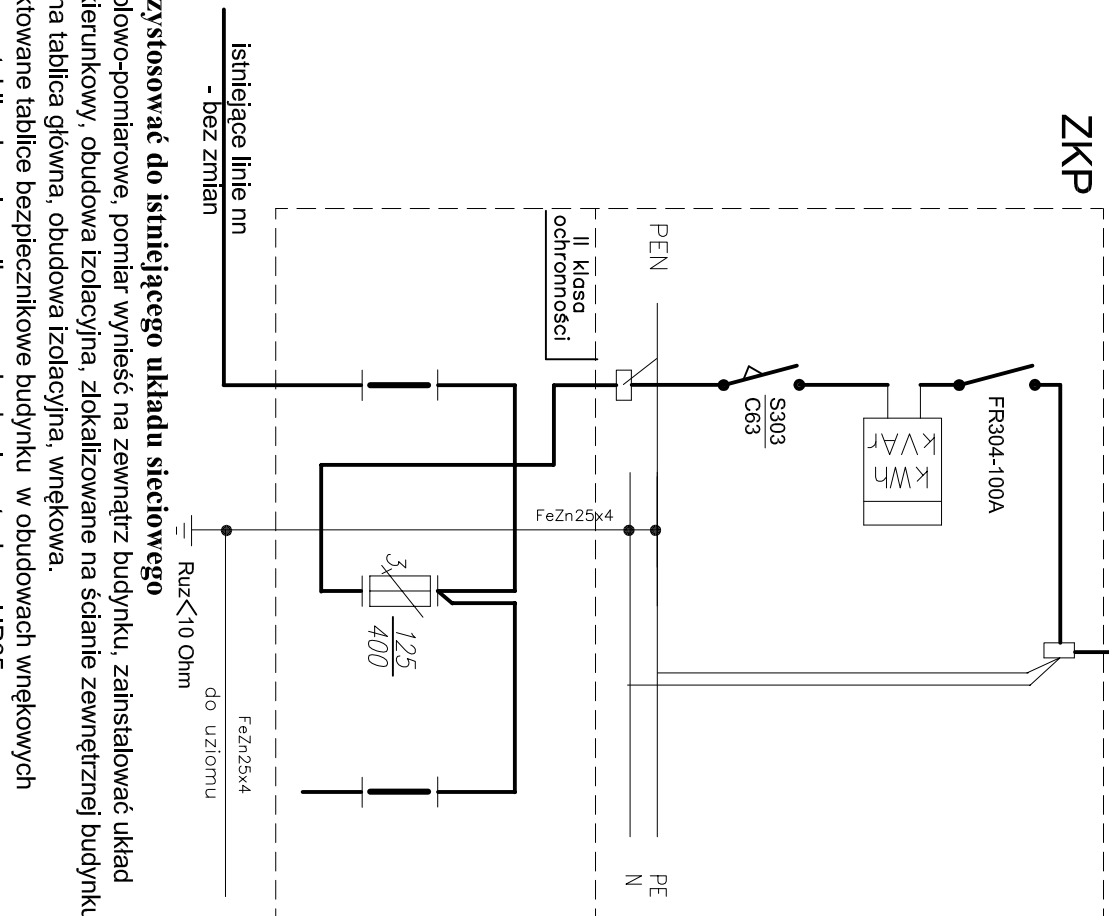 ZKP
FR304-100A
kWh
kVAr
S303
C63
PEN
PE
N
II klasa
ochronności
FeZn25x4
3
125
400
istniejące linie nn
- bez zmian
Ruz<10 Ohm
FeZn25x4
do uziomu
zystosować do istniejącego układu sieciowego
olowo-pomiarowe, pomiar wynieść na zewnątrz budynku, zainstalować układ
kierunkowy, obudowa izolacyjna, zlokalizowane na ścianie zewnętrznej budynku
na tablica główna, obudowa izolacyjna, wnękowa.
ktowane tablice bezpiecznikowe budynku w obudowach wnękowych